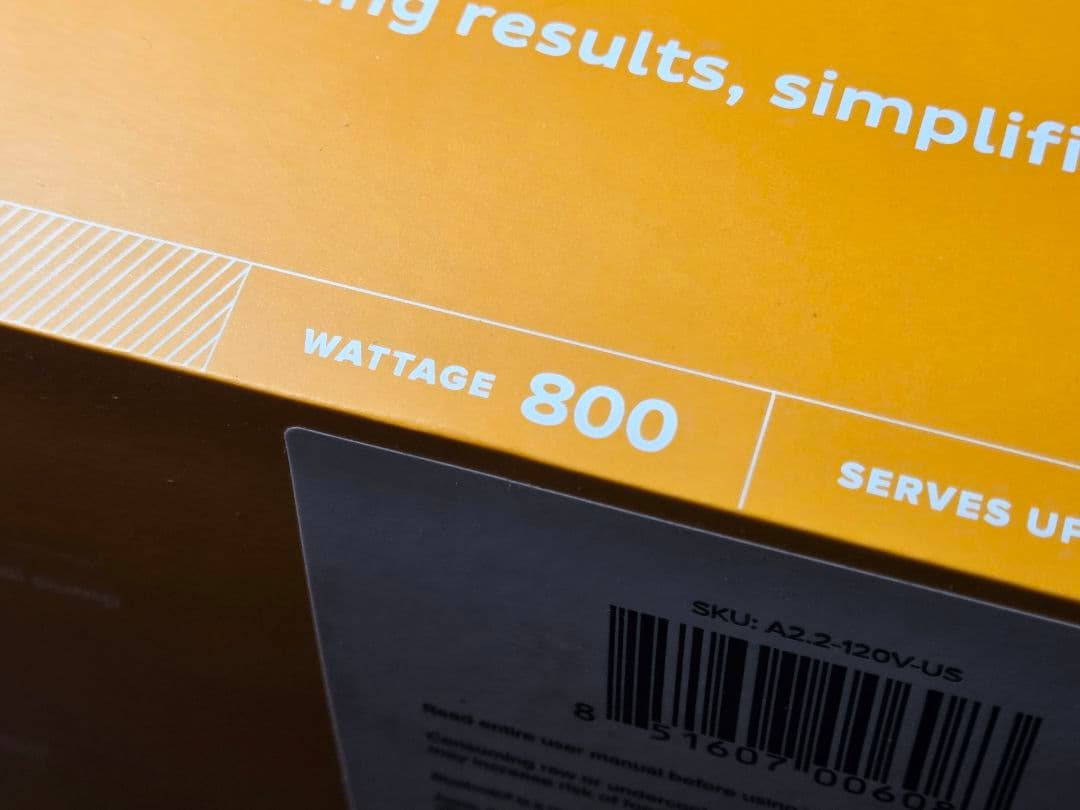 results, simplifi
WATTAGE 800
SERVES UP
SKU: A2.2-120V-US
8 51607 00605
Read entire user manual before using
Consuming raw or undercooked
may increase risk of